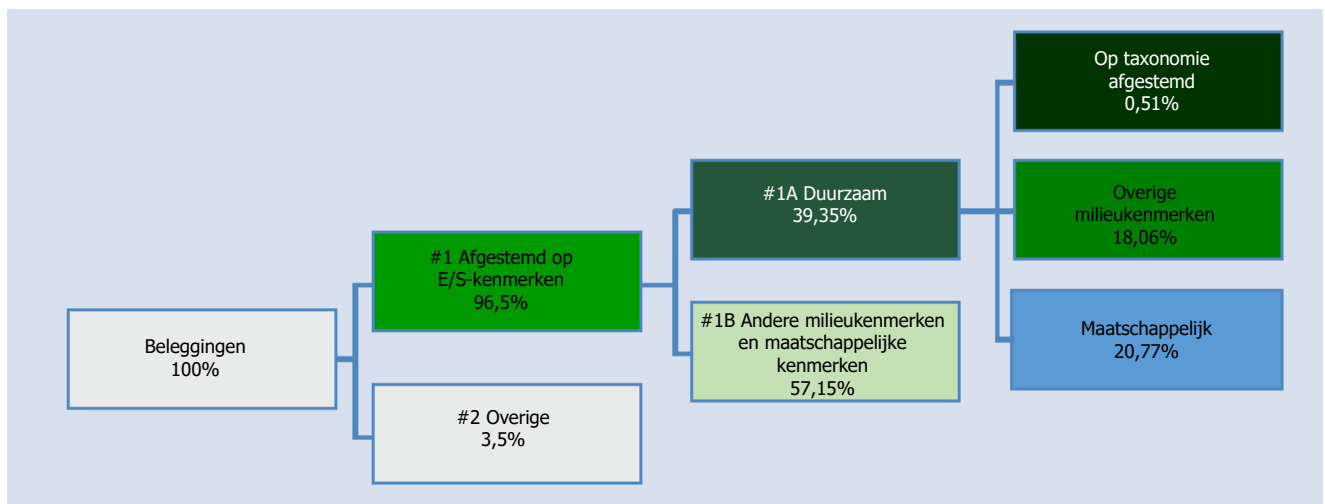 Beleggingen
100%
#1 Afgestemd op
E/S-kenmerken
96,5%
#2 Overige
3,5%
#1A Duurzaam
39,35%
#1B Andere milieukenmerken
en maatschappelijke
kenmerken
57,15%
Op taxonomie
afgestemd
0,51%
Overige
milieukenmerken
18,06%
Maatschappelijk
20,77%